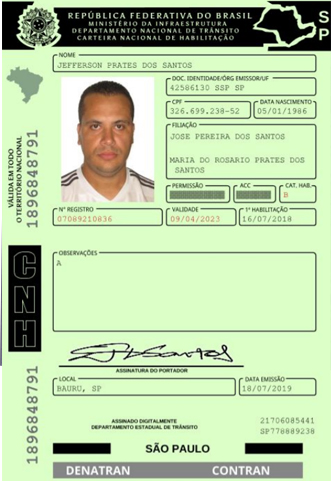 REPÚBLICA FEDERATIVA DO BRASIL
MINISTÉRIO DA INFRAESTRUTURA
DEPARTAMENTO NACIONAL DE TRÂNSITO
CARTEIRA NACIONAL DE HABILITAÇÃO
SP
NOME
JEFFERSON PRATES DOS SANTOS
DOC. IDENTIDADE/ÓRG EMISSOR/UF
42586130 SSP SP
CPF
DATA NASCIMENTO
326.699.238-52
05/01/1986
FILIAÇÃO
JOSE PEREIRA DOS SANTOS
MARIA DO ROSARIO PRATES DOS
SANTOS
PERMISSÃO
ACC
CAT. HAB.
B
Nº REGISTRO
VALIDADE
1ª HABILITAÇÃO
07089210836
09/04/2023
16/07/2018
VÁLIDA EM TODO
O TERRITÓRIO NACIONAL
1896848791
OBSERVAÇÕES
A
CNH
ASSINATURA DO PORTADOR
LOCAL
DATA EMISSÃO
BAURU, SP
18/07/2019
1896848791
ASSINADO DIGITALMENTE
DEPARTAMENTO ESTADUAL DE TRÂNSITO
21706085441
SP778889238
SÃO PAULO
DENATRAN
CONTRAN